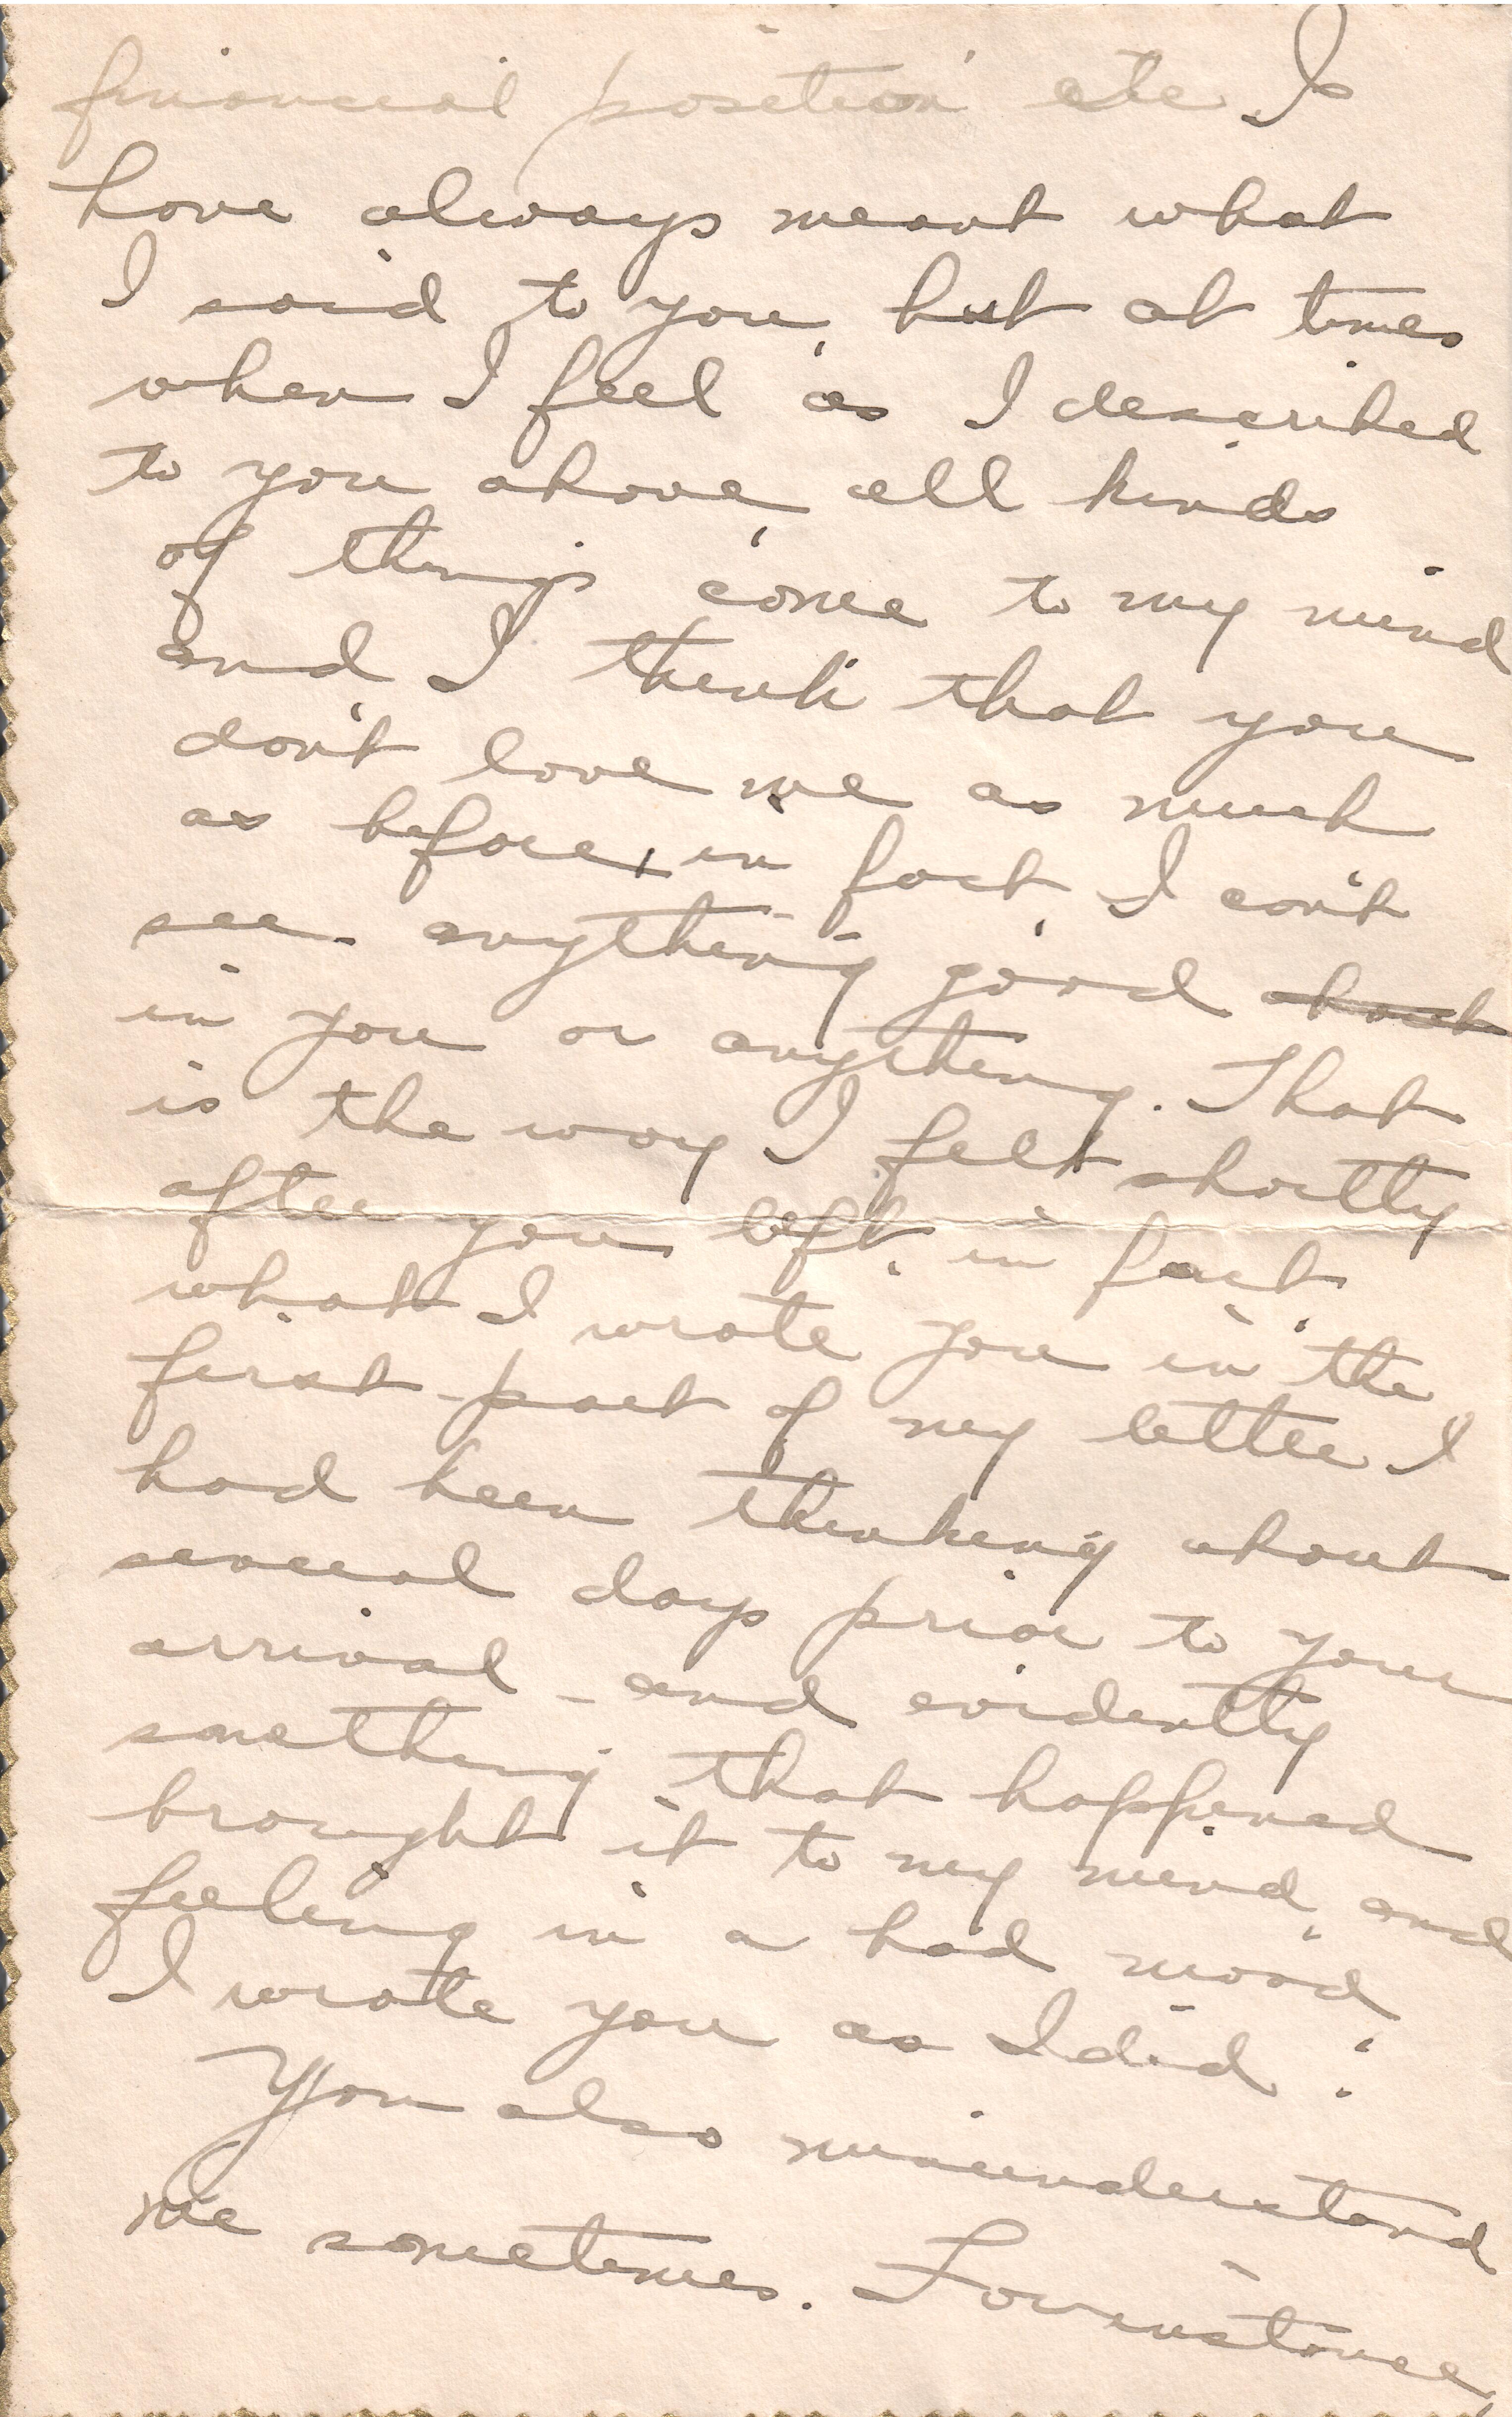 financial position etc. I
have always meant what
I said to you, but at times
when I feel as I described
to you above, all kinds
of things come to my mind
and I think that you
don't love me as much
as before, in fact, I can't
see anything good about
in you or anything. That
is the way I felt shortly
after you left, in fact,
what I wrote you in the
first part of my letter I
had been thinking about
several days prior to your
arrival - and evidently
something that happened
brought it to my mind, and
feeling in a bad mood
I wrote you as I did;
You also misunderstand
me sometimes. Forinstance,